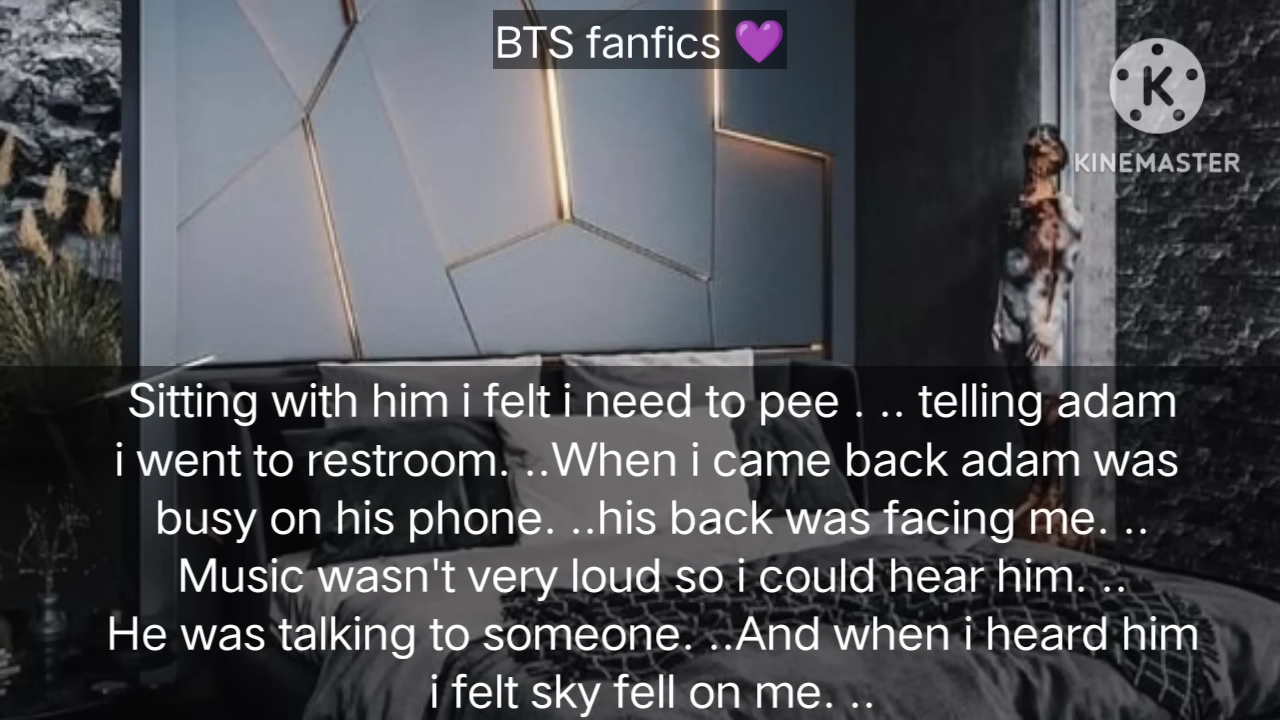 BTS fanfics 💜
K
KINEMASTER
Sitting with him i felt i need to pee . .. telling adam
i went to restroom. ..When i came back adam was
busy on his phone. ..his back was facing me. ..
Music wasn't very loud so i could hear him. ..
He was talking to someone. ..And when i heard him
i felt sky fell on me. ..